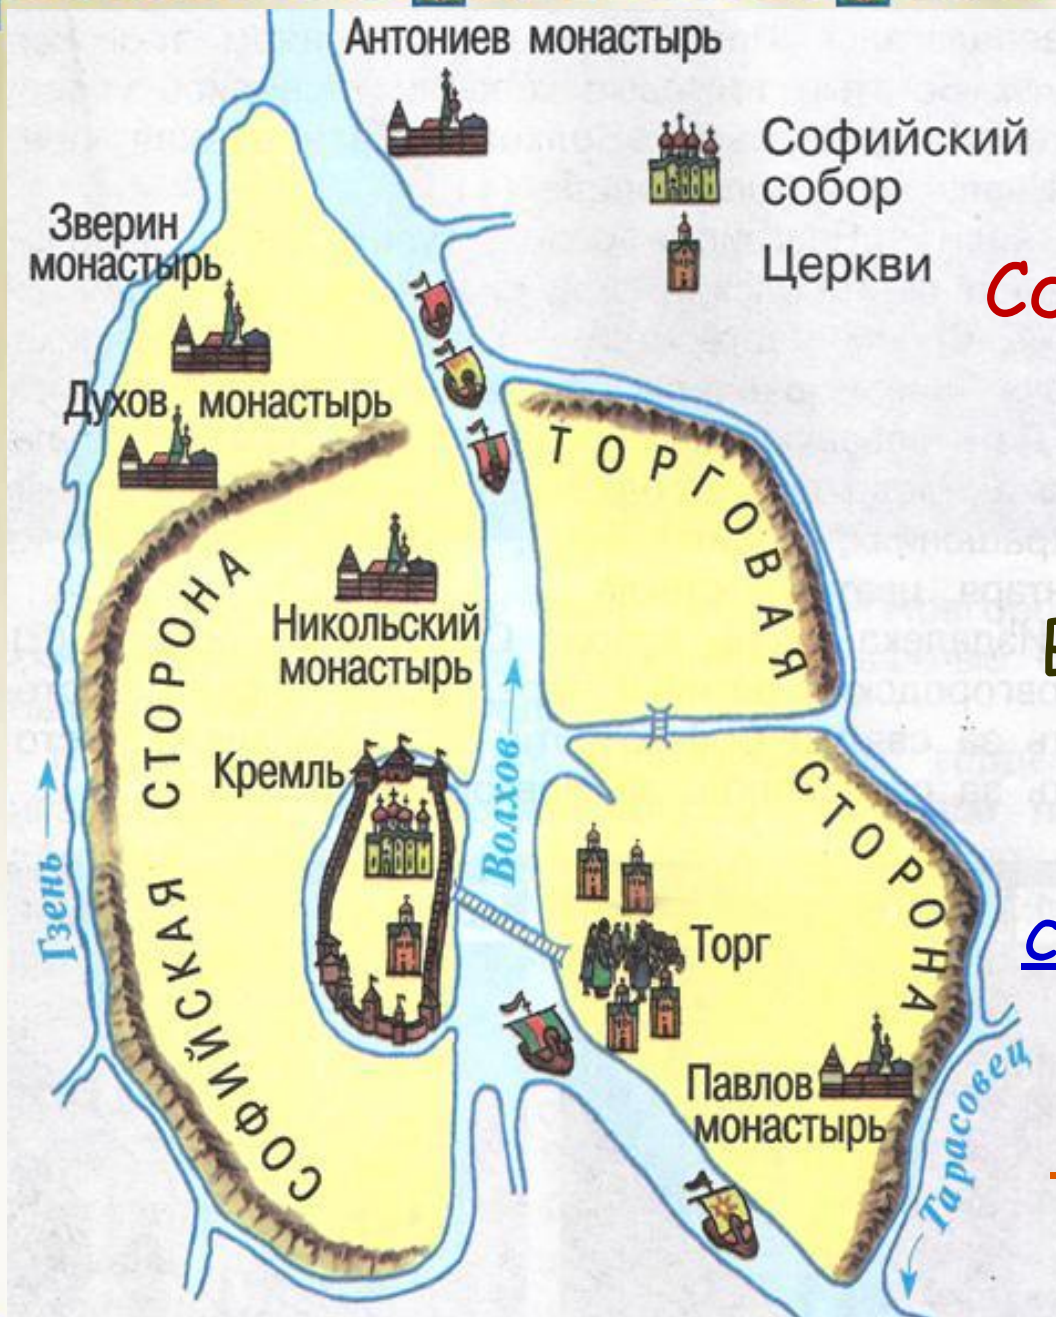 Антониев монастырь
Софийский
собор
Церкви
Зверин
монастырь
Духов монастырь
ТОРГОВАЯ
СТОРОНА
СОФИЙСКАЯ СТОРОНА
Никольский
монастырь
Кремль
Волхов
Гзень
Торг
Павлов
монастырь
Тарасовец